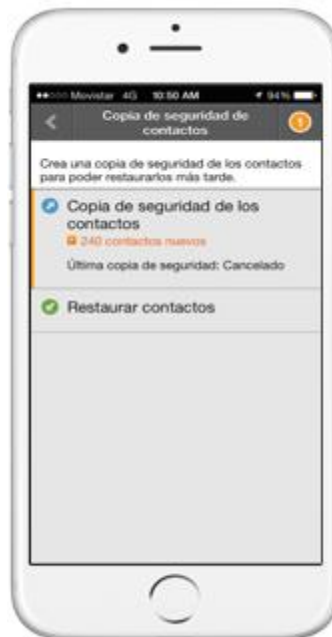 Movistar 4G 10:50 AM 94%
Copia de seguridad de
contactos
1
Crea una copia de seguridad de los contactos
para poder restaurarlos más tarde.
Copia de seguridad de los
contactos
240 contactos nuevos
Última copia de seguridad: Cancelado
Restaurar contactos